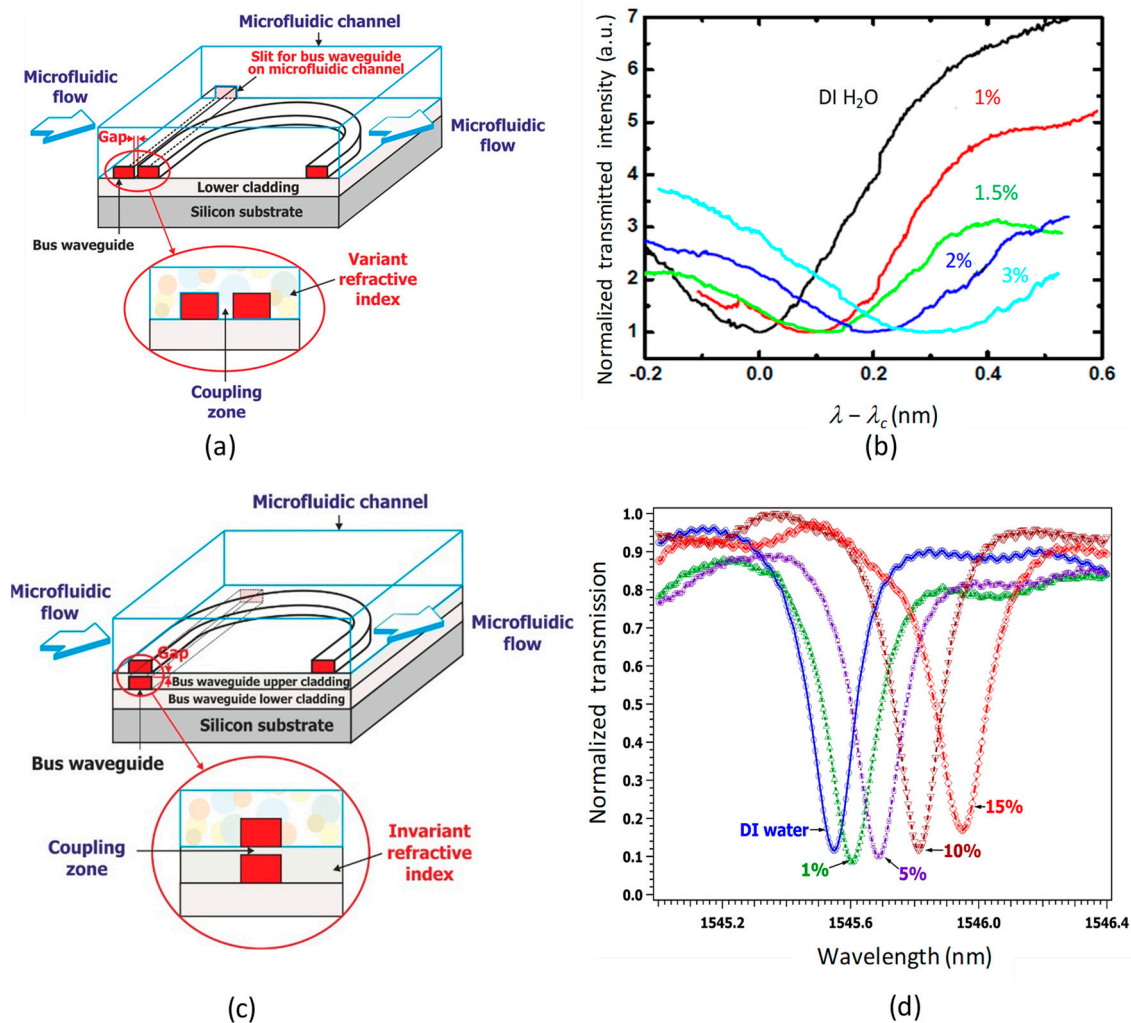 Microfluidic channel
Slit for bus waveguide
on microfluidic channel
Microfluidic
flow
Gap
Microfluidic
flow
Lower cladding
Silicon substrate
Bus waveguide
Variant
refractive
index
Coupling
zone
(a)
Normalized transmitted intensity (a.u.)
7
6
5
4
3
2
1
DI H₂O
1%
1.5%
2%
3%
-0.2
0.0
0.2
0.4
0.6
λ − λc (nm)
(b)
Microfluidic channel
Microfluidic
flow
Gap
Microfluidic
flow
Bus waveguide upper cladding
Bus waveguide lower cladding
Silicon substrate
Bus waveguide
Coupling
zone
Invariant
refractive
index
(c)
Normalized transmission
1.0
0.9
0.8
0.7
0.6
0.5
0.4
0.3
0.2
0.1
0.0
DI water
1%
5%
10%
15%
1545.2
1545.6
1546.0
1546.4
Wavelength (nm)
(d)